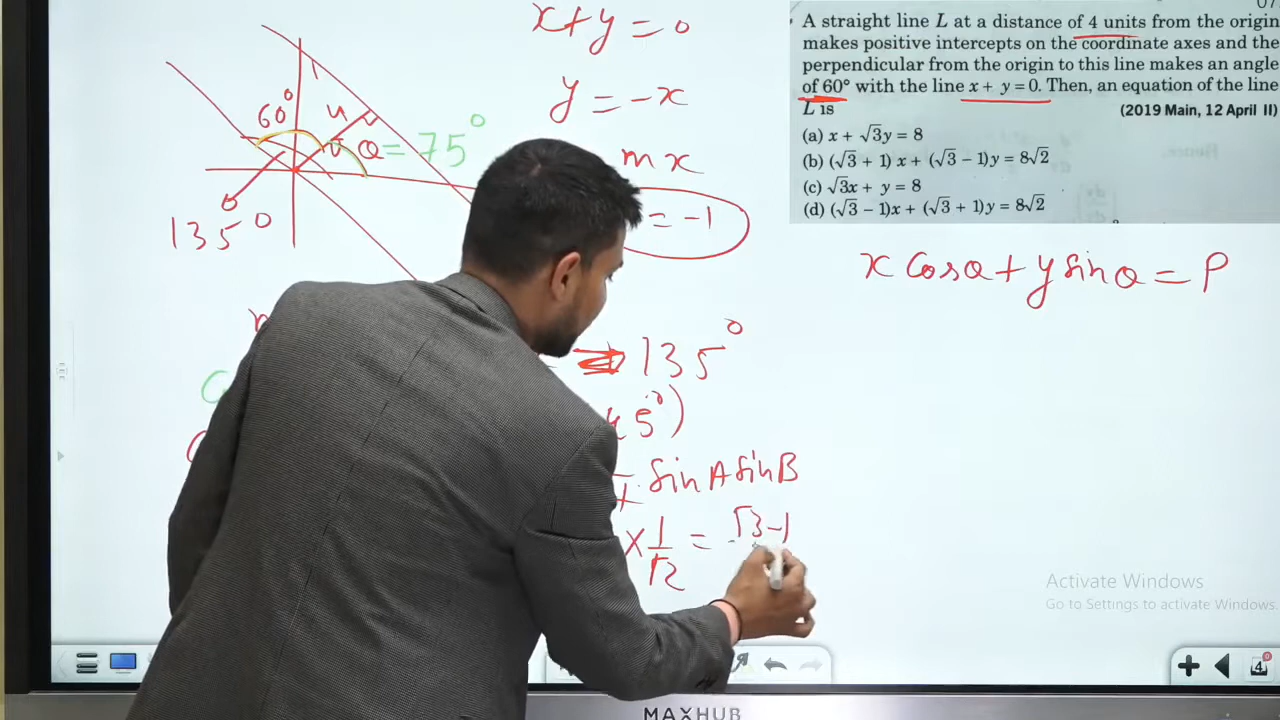 x + y = 0
y = -x
mx
= -1
60°
u
θ = 75°
135°
07
A straight line L at a distance of 4 units from the origin
makes positive intercepts on the coordinate axes and the
perpendicular from the origin to this line makes an angle
of 60° with the line x + y = 0. Then, an equation of the line
L is
(2019 Main, 12 April II)
(a) x + √3y = 8
(b) (√3 + 1) x + (√3 − 1)y = 8√2
(c) √3x + y = 8
(d) (√3 − 1)x + (√3 + 1)y = 8√2
x cosθ + y sinθ = P
135°
45°)
sinA sinB
× 1/√2 = √3-1
Activate Windows
Go to Settings to activate Windows.
4
MAXHUB